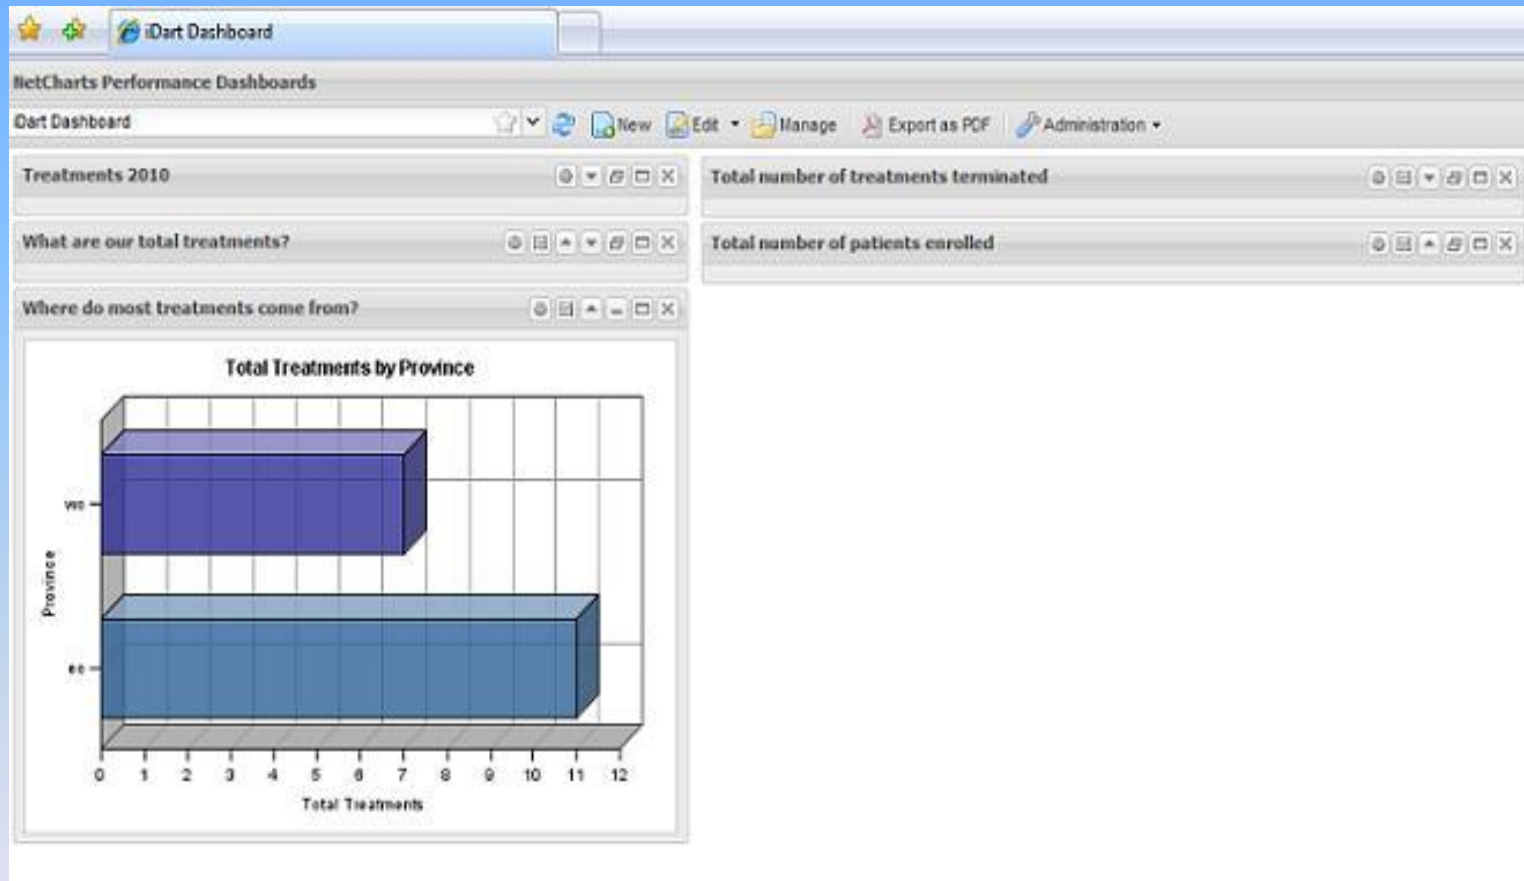 iDart Dashboard
NetCharts Performance Dashboards
iDart Dashboard
New Edit Manage Export as PDF Administration
Treatments 2010
Total number of treatments terminated
What are our total treatments?
Total number of patients enrolled
Where do most treatments come from?
Total Treatments by Province
Province
0 1 2 3 4 5 6 7 8 9 10 11 12
Total Treatments